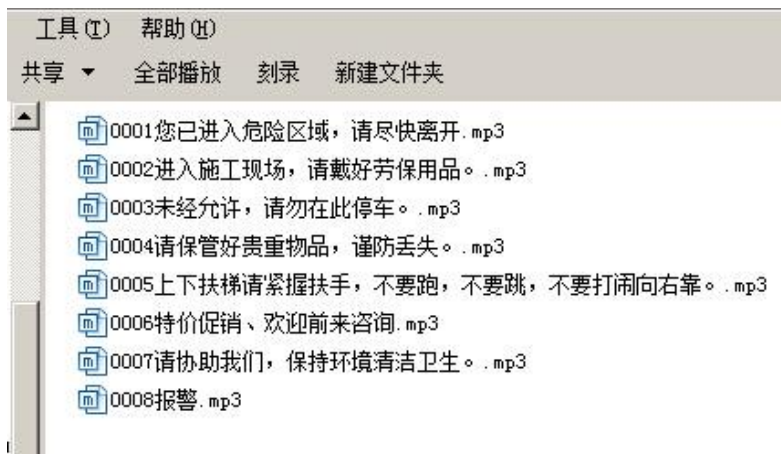 工具(T) 帮助(H)
共享 全部播放 刻录 新建文件夹
0001您已进入危险区域，请尽快离开.mp3
0002进入施工现场，请戴好劳保用品。.mp3
0003未经允许，请勿在此停车。.mp3
0004请保管好贵重物品，谨防丢失。.mp3
0005上下扶梯请紧握扶手，不要跑，不要跳，不要打闹向右靠。.mp3
0006特价促销、欢迎前来咨询.mp3
0007请协助我们，保持环境清洁卫生。.mp3
0008报警.mp3